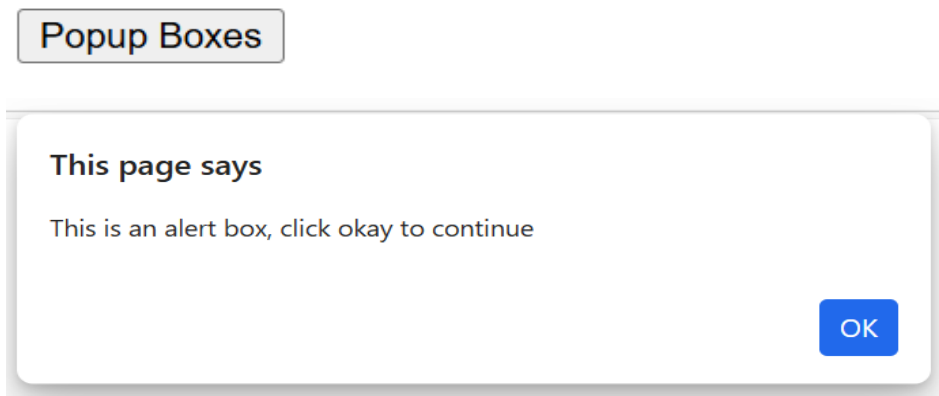 Popup Boxes
This page says
This is an alert box, click okay to continue
OK